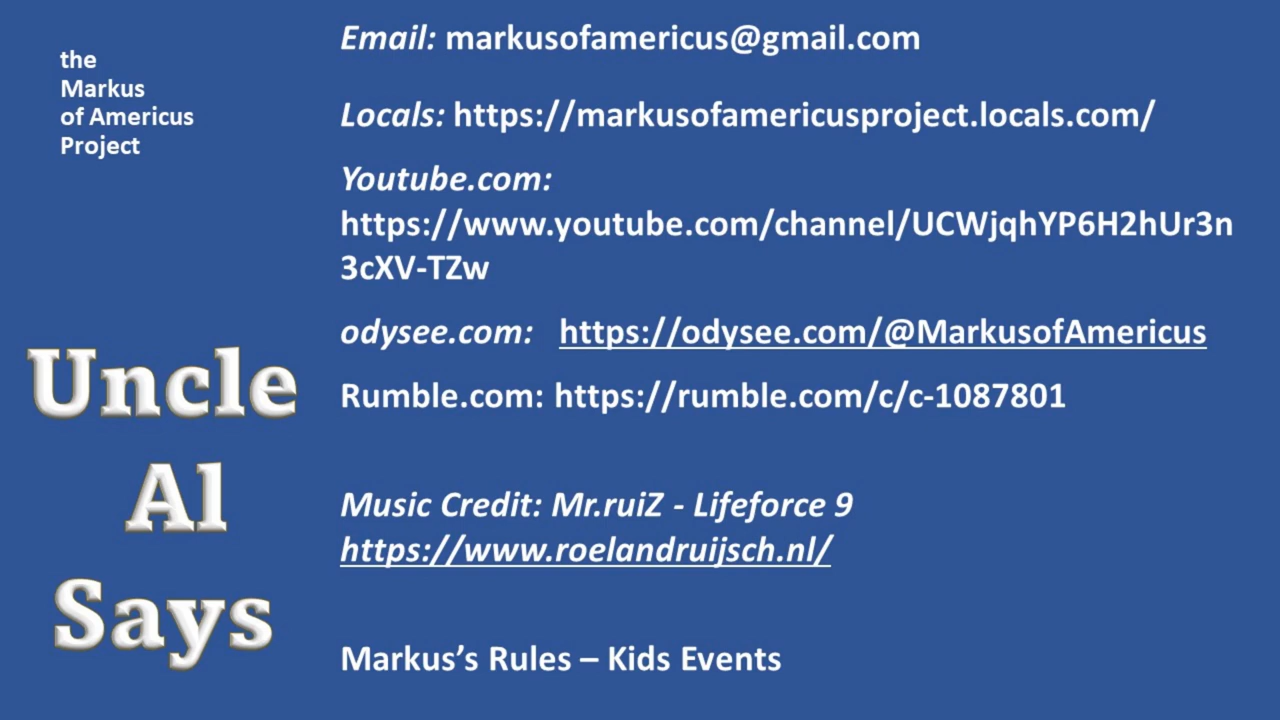 the
Markus
of Americus
Project
Uncle
Al
Says
Email: markusofamericus@gmail.com
Locals: https://markusofamericusproject.locals.com/
Youtube.com:
https://www.youtube.com/channel/UCWjqhYP6H2hUr3n
3cXV-TZw
odysee.com: https://odysee.com/@MarkusofAmericus
Rumble.com: https://rumble.com/c/c-1087801
Music Credit: Mr.ruiZ - Lifeforce 9
https://www.roelandruijsch.nl/
Markus’s Rules – Kids Events